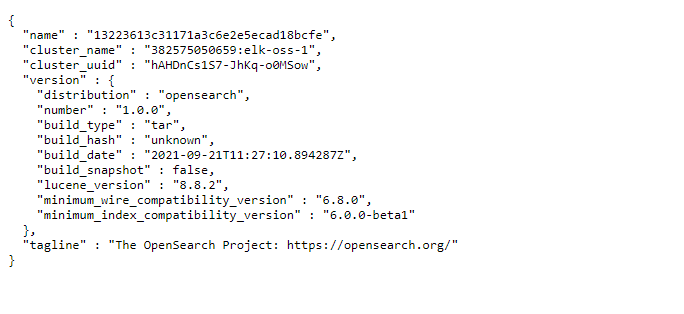 {
"name" : "13223613c31171a3c6e2e5ecad18bcfe",
"cluster_name" : "382575050659:elk-oss-1",
"cluster_uuid" : "hAHDnCs1S7-JhKq-o0MSow",
"version" : {
"distribution" : "opensearch",
"number" : "1.0.0",
"build_type" : "tar",
"build_hash" : "unknown",
"build_date" : "2021-09-21T11:27:10.894287Z",
"build_snapshot" : false,
"lucene_version" : "8.8.2",
"minimum_wire_compatibility_version" : "6.8.0",
"minimum_index_compatibility_version" : "6.0.0-beta1"
},
"tagline" : "The OpenSearch Project: https://opensearch.org/"
}